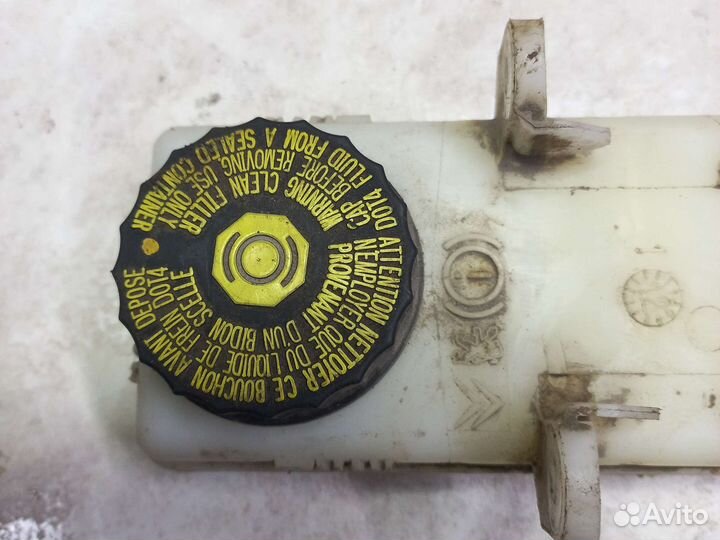 WARNING CLEAN FILLER
CAP BEFORE REMOVING. USE ONLY
DOT4 FLUID FROM A SEALED CONTAINER
ATTENTION NETTOYER CE BOUCHON AVANT DEPOSE
N'EMPLOYER QUE DU LIQUIDE DE FREIN DOT4
PROVENANT D'UN BIDON SCELLE
Avito